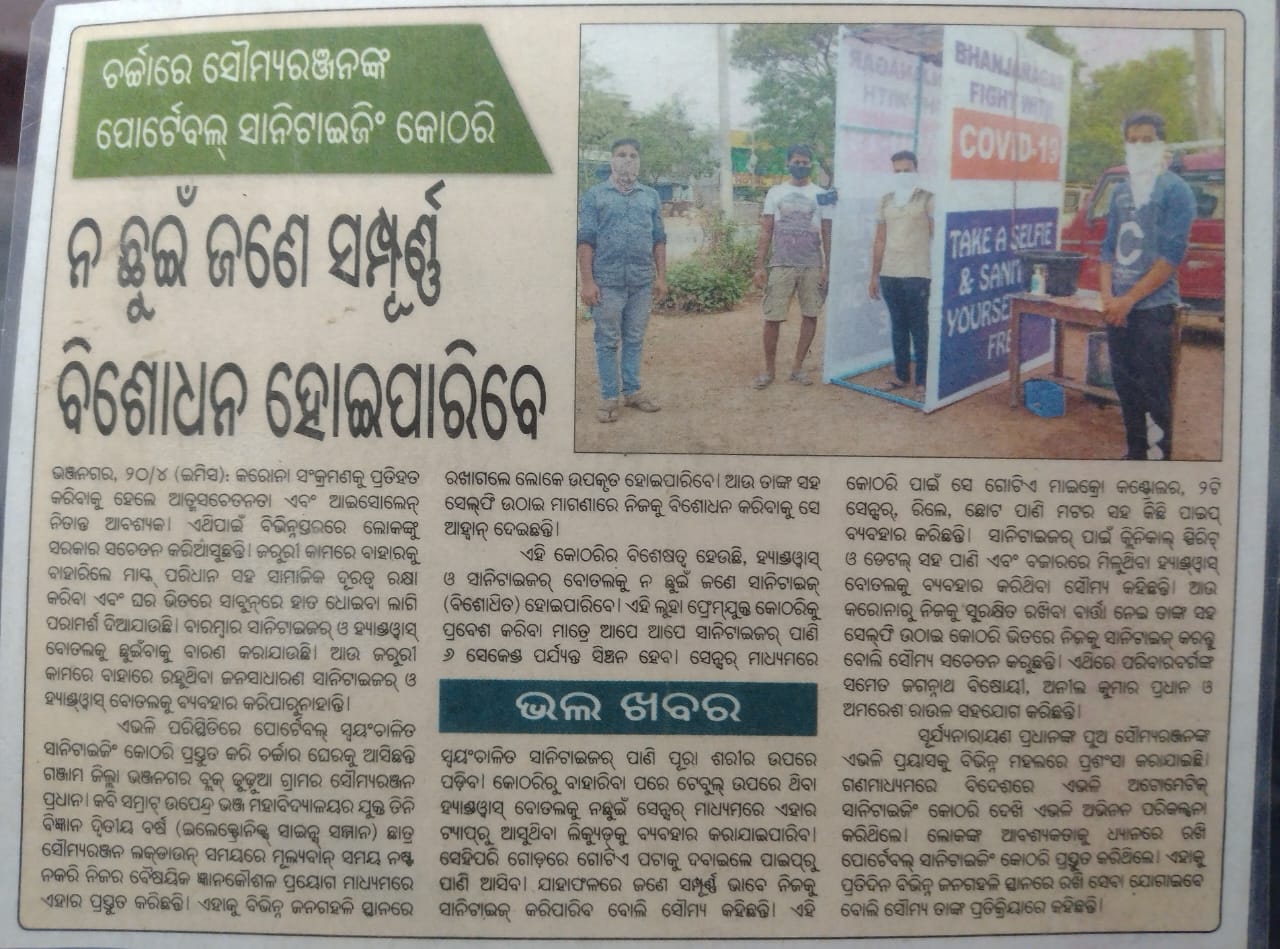 ଚର୍ଚ୍ଚାରେ ସୌମ୍ୟରଞ୍ଜନଙ୍କ
ପୋର୍ଟେବଲ୍ ସାନିଟାଇଜିଂ କୋଠରି
ନ ଛୁଇଁ ଜଣେ ସମ୍ପୂର୍ଣ୍ଣ
ବିଶୋଧନ ହୋଇପାରିବେ
BHANJANAGAR
FIGHT WITH
COVID-19
TAKE A SELFIE
& SANI
YOURSE
FRE
ଭଞ୍ଜନଗର, ୨୦/୪ (ଇମିସ): କରୋନା ସଂକ୍ରମଣକୁ ପ୍ରତିହତ
କରିବାକୁ ହେଲେ ଆତ୍ମସଚେତନତା ଏବଂ ଆଇସୋଲେନ୍
ନିତାନ୍ତ ଆବଶ୍ୟକ। ଏଥିପାଇଁ ବିଭିନ୍ନସ୍ତରରେ ଲୋକଙ୍କୁ
ସରକାର ସଚେତନ କରିଆସୁଛନ୍ତି। ଜରୁରୀ କାମରେ ବାହାରକୁ
ବାହାରିଲେ ମାସ୍କ ପରିଧାନ ସହ ସାମାଜିକ ଦୂରତ୍ୱ ରକ୍ଷା
କରିବା ଏବଂ ଘର ଭିତରେ ସାବୁନ୍‌ରେ ହାତ ଧୋଇବା ଲାଗି
ପରାମର୍ଶ ଦିଆଯାଉଛି। ବାରମ୍ବାର ସାନିଟାଇଜର୍ ଓ ହ୍ୟାଣ୍ଡୱାସ୍
ବୋତଲକୁ ଛୁଇଁବାକୁ ବାରଣ କରାଯାଉଛି। ଆଉ ଜରୁରୀ
କାମରେ ବାହାରେ ରହୁଥିବା ଜନସାଧାରଣ ସାନିଟାଇଜର୍ ଓ
ହ୍ୟାଣ୍ଡୱାସ୍ ବୋତଲକୁ ବ୍ୟବହାର କରିପାରୁନାହାନ୍ତି।
ଏଭଳି ପରିସ୍ଥିତିରେ ପୋର୍ଟେବଲ୍ ସ୍ୱୟଂଚାଳିତ
ସାନିଟାଇଜିଂ କୋଠରି ପ୍ରସ୍ତୁତ କରି ଚର୍ଚ୍ଚାର ଘେରକୁ ଆସିଛନ୍ତି
ଗଞ୍ଜାମ ଜିଲ୍ଲା ଭଞ୍ଜନଗର ବ୍ଲକ୍ ଢୁଢୁଆ ଗ୍ରାମର ସୌମ୍ୟରଞ୍ଜନ
ପ୍ରଧାନ। କବି ସମ୍ରାଟ୍ ଉପେନ୍ଦ୍ର ଭଞ୍ଜ ମହାବିଦ୍ୟାଳୟର ଯୁକ୍ତ ତିନି
ବିଜ୍ଞାନ ଦ୍ୱିତୀୟ ବର୍ଷ (ଇଲେକ୍ଟ୍ରୋନିକ୍ସ ସାଇନ୍ସ ସମ୍ମାନ) ଛାତ୍ର
ସୌମ୍ୟରଞ୍ଜନ ଲକ୍‌ଡାଉନ୍ ସମୟରେ ମୂଲ୍ୟବାନ୍ ସମୟ ନଷ୍ଟ
ନକରି ନିଜର ବୈଷୟିକ ଜ୍ଞାନକୌଶଳ ପ୍ରୟୋଗ ମାଧ୍ୟମରେ
ଏହାର ପ୍ରସ୍ତୁତ କରିଛନ୍ତି। ଏହାକୁ ବିଭିନ୍ନ ଜନଗହଳି ସ୍ଥାନରେ
ରଖାଗଲେ ଲୋକେ ଉପକୃତ ହୋଇପାରିବେ। ଆଉ ତାଙ୍କ ସହ
ସେଲ୍‌ଫି ଉଠାଇ ମାଗଣାରେ ନିଜକୁ ବିଶୋଧନ କରିବାକୁ ସେ
ଆହ୍ୱାନ୍ ଦେଇଛନ୍ତି।
ଏହି କୋଠରିର ବିଶେଷତ୍ୱ ହେଉଛି, ହ୍ୟାଣ୍ଡୱାସ୍
ଓ ସାନିଟାଇଜର୍ ବୋତଲକୁ ନ ଛୁଇଁ ଜଣେ ସାନିଟାଇଜ୍
(ବିଶୋଧିତ) ହୋଇପାରିବେ। ଏହି ଲୁହା ଫ୍ରେମ୍‌ଯୁକ୍ତ କୋଠରିକୁ
ପ୍ରବେଶ କରିବା ମାତ୍ରେ ଆପେ ଆପେ ସାନିଟାଇଜର୍ ପାଣି
୬ ସେକେଣ୍ଡ ପର୍ଯ୍ୟନ୍ତ ସିଞ୍ଚନ ହେବ। ସେନ୍ସର୍ ମାଧ୍ୟମରେ
ଭଲ ଖବର
ସ୍ୱୟଂଚାଳିତ ସାନିଟାଇଜର୍ ପାଣି ପୂରା ଶରୀର ଉପରେ
ପଡ଼ିବ। କୋଠରିରୁ ବାହାରିବା ପରେ ଟେବୁଲ୍ ଉପରେ ଥିବା
ହ୍ୟାଣ୍ଡୱାସ୍ ବୋତଲକୁ ନଛୁଇଁ ସେନ୍ସର୍ ମାଧ୍ୟମରେ ଏହାର
ଟ୍ୟାପ୍‌ରୁ ଆସୁଥିବା ଲିକ୍ୟୁଡ୍‌କୁ ବ୍ୟବହାର କରାଯାଇପାରିବ।
ସେହିପରି ଗୋଡ଼ରେ ଗୋଟିଏ ପଟାକୁ ଦବାଇଲେ ପାଇପ୍‌ରୁ
ପାଣି ଆସିବ। ଯାହାଫଳରେ ଜଣେ ସମ୍ପୂର୍ଣ୍ଣ ଭାବେ ନିଜକୁ
ସାନିଟାଇଜ୍ କରିପାରିବ ବୋଲି ସୌମ୍ୟ କହିଛନ୍ତି। ଏହି
କୋଠରି ପାଇଁ ସେ ଗୋଟିଏ ମାଇକ୍ରୋ କଣ୍ଟ୍ରୋଲର, ୨ଟି
ସେନ୍ସର୍, ରିଲେ, ଛୋଟ ପାଣି ମଟର ସହ କିଛି ପାଇପ୍
ବ୍ୟବହାର କରିଛନ୍ତି। ସାନିଟାଇଜର୍ ପାଇଁ କ୍ଲିନିକାଲ୍ ସ୍ପିରିଟ୍
ଓ ଡେଟଲ୍ ସହ ପାଣି ଏବଂ ବଜାରରେ ମିଳୁଥିବା ହ୍ୟାଣ୍ଡୱାସ୍
ବୋତଲକୁ ବ୍ୟବହାର କରିଥିବା ସୌମ୍ୟ କହିଛନ୍ତି। ଆଉ
କରୋନାରୁ ନିଜକୁ ସୁରକ୍ଷିତ ରଖିବା ବାର୍ତ୍ତା ନେଇ ତାଙ୍କ ସହ
ସେଲ୍‌ଫି ଉଠାଇ କୋଠରି ଭିତରେ ନିଜକୁ ସାନିଟାଇଜ୍ କରନ୍ତୁ
ବୋଲି ସୌମ୍ୟ ସଚେତନ କରୁଛନ୍ତି। ଏଥିରେ ପରିବାରବର୍ଗଙ୍କ
ସମେତ ଜଗନ୍ନାଥ ବିଷୋୟୀ, ଅନୀଲ କୁମାର ପ୍ରଧାନ ଓ
ଅମରେଶ ରାଉଳ ସହଯୋଗ କରିଛନ୍ତି।
ସୂର୍ଯ୍ୟନାରାୟଣ ପ୍ରଧାନଙ୍କ ପୁଅ ସୌମ୍ୟରଞ୍ଜନଙ୍କ
ଏଭଳି ପ୍ରୟାସକୁ ବିଭିନ୍ନ ମହଲରେ ପ୍ରଶଂସା କରାଯାଇଛି।
ଗଣମାଧ୍ୟମରେ ବିଦେଶରେ ଏଭଳି ଅଟୋମେଟିକ୍
ସାନିଟାଇଜିଂ କୋଠରି ଦେଖି ଏଭଳି ଅଭିନବ ପରିକଳ୍ପନା
କରିଥିଲେ। ଲୋକଙ୍କ ଆବଶ୍ୟକତାକୁ ଧ୍ୟାନରେ ରଖି
ପୋର୍ଟେବଲ୍ ସାନିଟାଇଜିଂ କୋଠରି ପ୍ରସ୍ତୁତ କରିଥିଲେ। ଏହାକୁ
ପ୍ରତିଦିନ ବିଭିନ୍ନ ଜନଗହଳି ସ୍ଥାନରେ ରଖି ସେବା ଯୋଗାଇବେ
ବୋଲି ସୌମ୍ୟ ତାଙ୍କ ପ୍ରତିକ୍ରିୟାରେ କହିଛନ୍ତି।